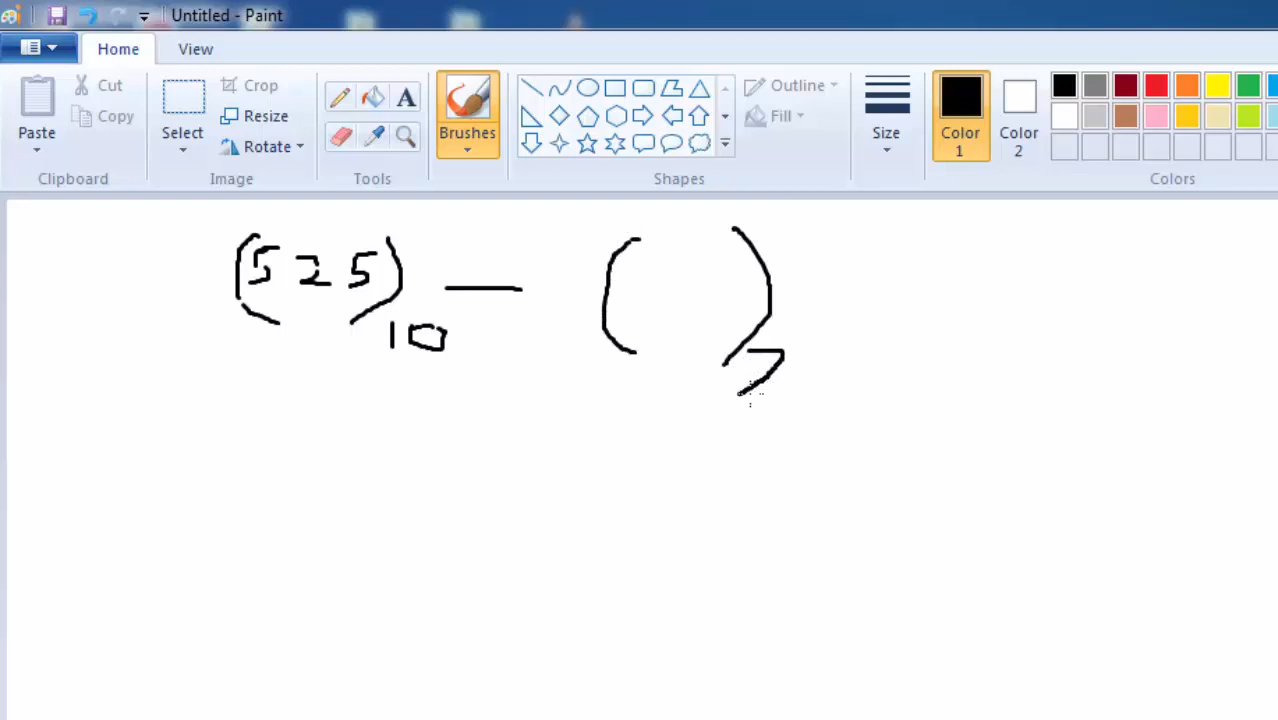 Untitled - Paint
Home View
Cut
Copy
Paste
Clipboard
Crop
Resize
Rotate
Select
Image
A
Tools
Brushes
Outline
Fill
Shapes
Size
Color 1
Color 2
Colors
(525)10 — ( )7